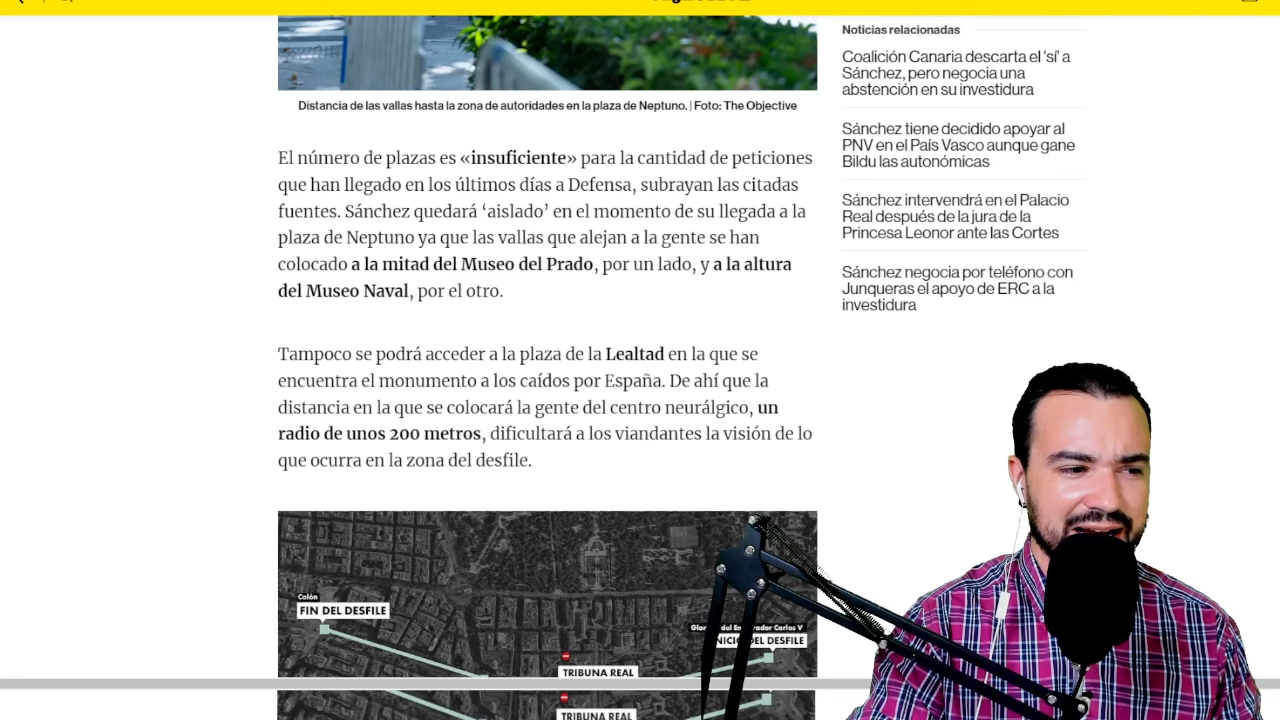 Distancia de las vallas hasta la zona de autoridades en la plaza de Neptuno. | Foto: The Objective
El número de plazas es «insuficiente» para la cantidad de peticiones
que han llegado en los últimos días a Defensa, subrayan las citadas
fuentes. Sánchez quedará ‘aislado’ en el momento de su llegada a la
plaza de Neptuno ya que las vallas que alejan a la gente se han
colocado a la mitad del Museo del Prado, por un lado, y a la altura
del Museo Naval, por el otro.
Tampoco se podrá acceder a la plaza de la Lealtad en la que se
encuentra el monumento a los caídos por España. De ahí que la
distancia en la que se colocará la gente del centro neurálgico, un
radio de unos 200 metros, dificultará a los viandantes la visión de lo
que ocurra en la zona del desfile.
Colón
FIN DEL DESFILE
del Emperador Carlos V
INICIO DEL DESFILE
TRIBUNA REAL
TRIBUNA REAL
Noticias relacionadas
Coalición Canaria descarta el 'sí' a
Sánchez, pero negocia una
abstención en su investidura
Sánchez tiene decidido apoyar al
PNV en el País Vasco aunque gane
Bildu las autonómicas
Sánchez intervendrá en el Palacio
Real después de la jura de la
Princesa Leonor ante las Cortes
Sánchez negocia por teléfono con
Junqueras el apoyo de ERC a la
investidura